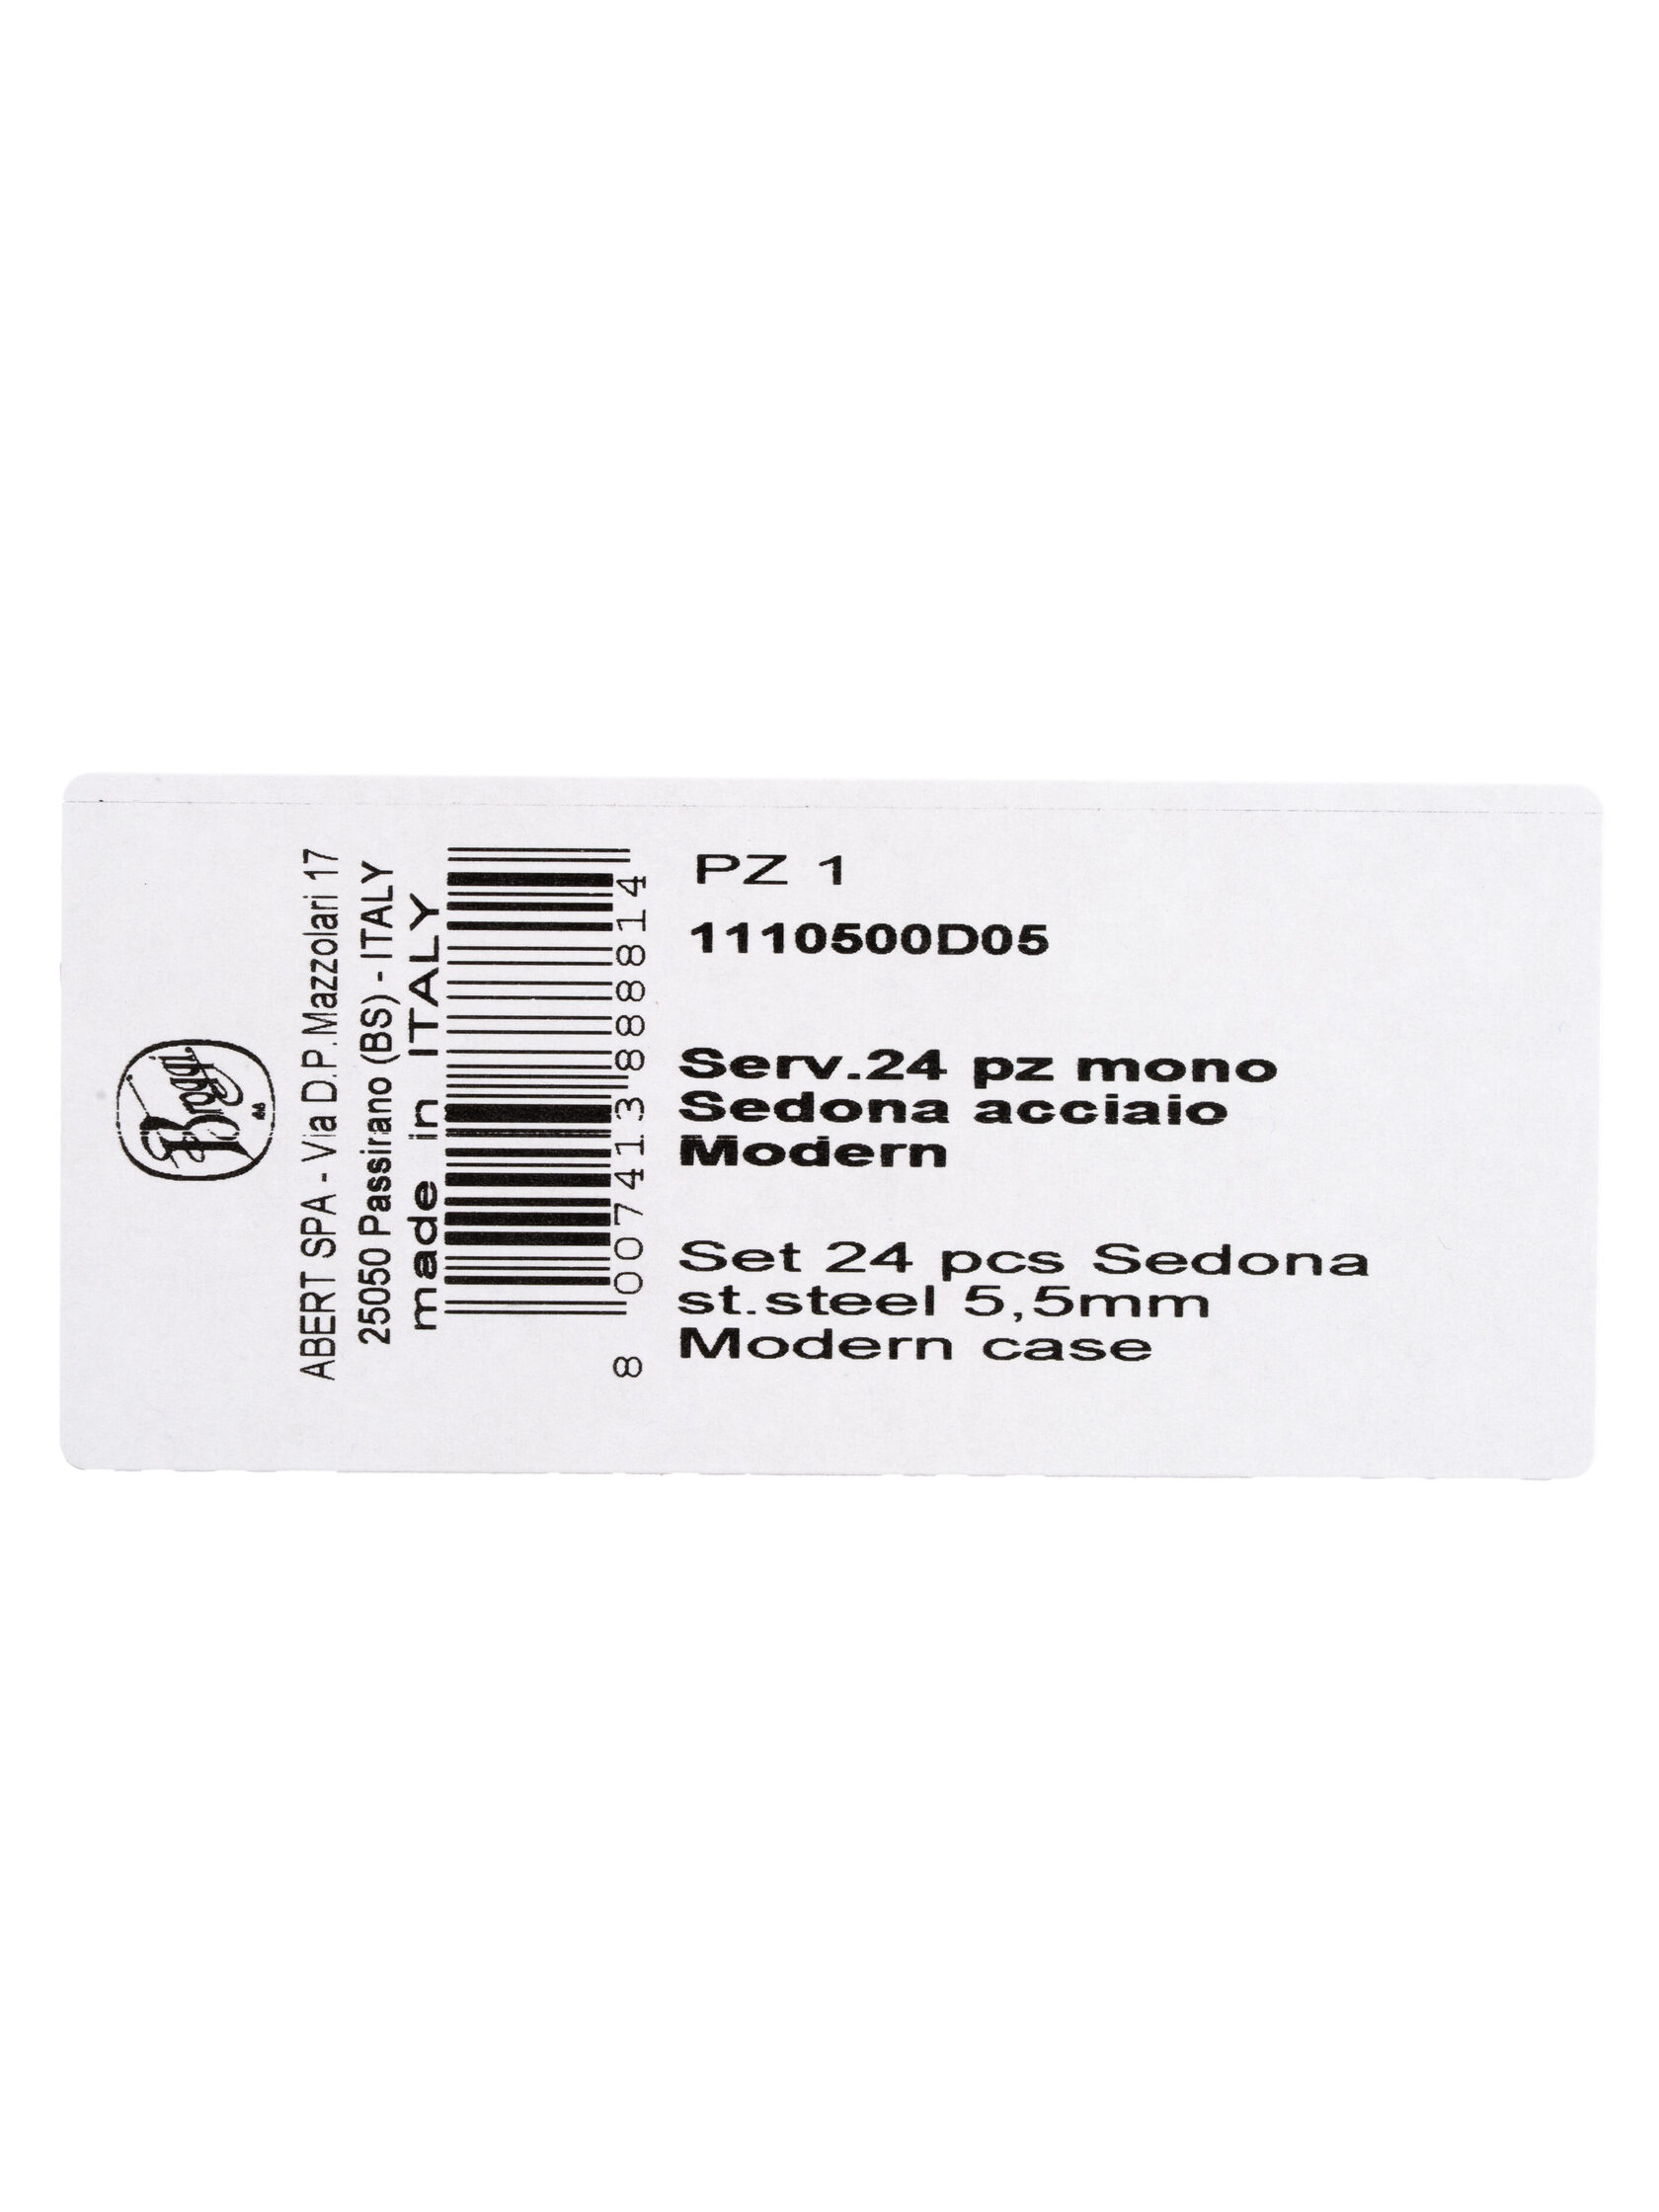 Broggi
ABERT SPA - Via D.P.Mazzolari 17
25050 Passirano (BS) - ITALY
made in ITALY
8 007413 888814
PZ 1
1110500D05
Serv.24 pz mono
Sedona acciaio
Modern
Set 24 pcs Sedona
st.steel 5,5mm
Modern case